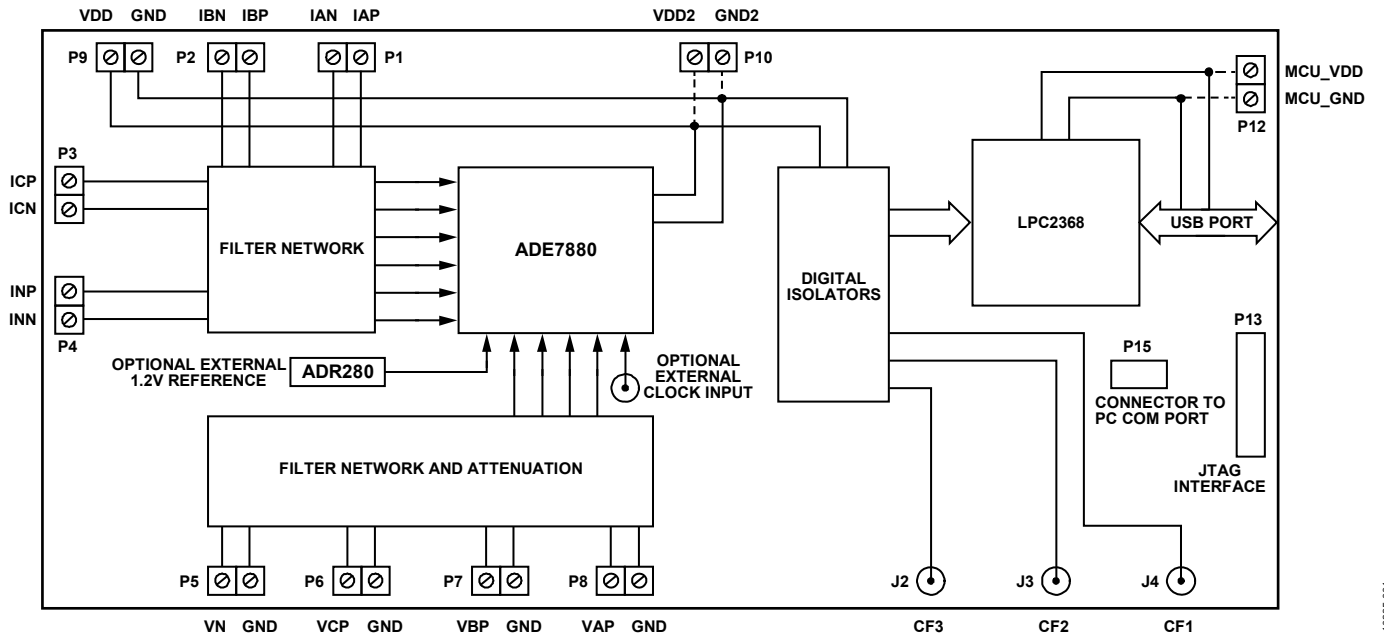 VDD GND IBN IBP IAN IAP VDD2 GND2
P9 P2 P1 P10
MCU_VDD
MCU_GND
P12
P3
ICP
ICN
FILTER NETWORK
ADE7880
DIGITAL
ISOLATORS
LPC2368
USB PORT
INP
INN
P4
OPTIONAL EXTERNAL
1.2V REFERENCE
ADR280
OPTIONAL
EXTERNAL
CLOCK INPUT
P15
CONNECTOR TO
PC COM PORT
P13
JTAG
INTERFACE
FILTER NETWORK AND ATTENUATION
P5 P6 P7 P8 J2 J3 J4
VN GND VCP GND VBP GND VAP GND CF3 CF2 CF1